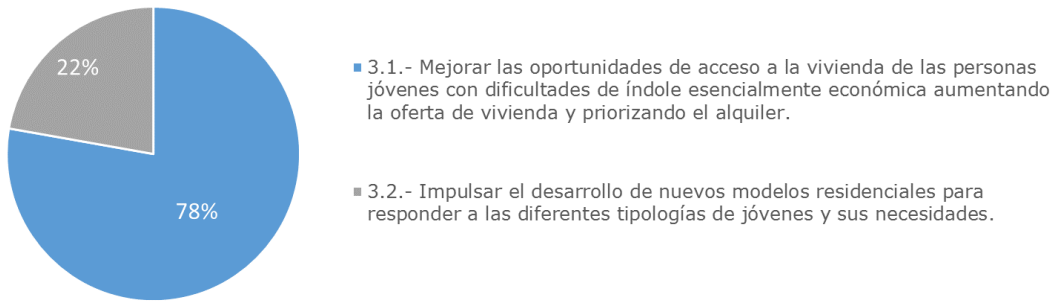 22%
78%
3.1.- Mejorar las oportunidades de acceso a la vivienda de las personas
jóvenes con dificultades de índole esencialmente económica aumentando
la oferta de vivienda y priorizando el alquiler.
3.2.- Impulsar el desarrollo de nuevos modelos residenciales para
responder a las diferentes tipologías de jóvenes y sus necesidades.